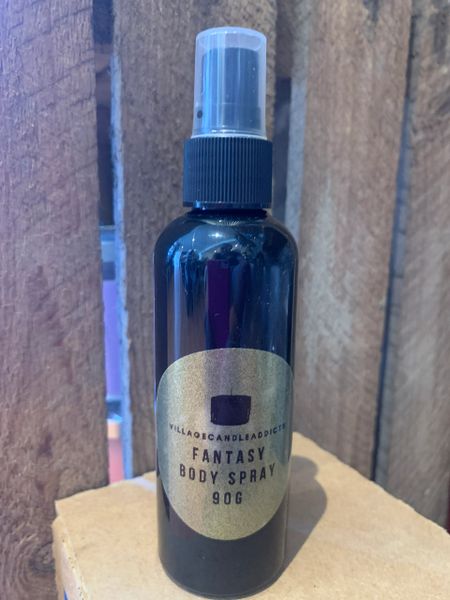 VILLAGECANDLEADDICTS
FANTASY
BODY SPRAY
90G